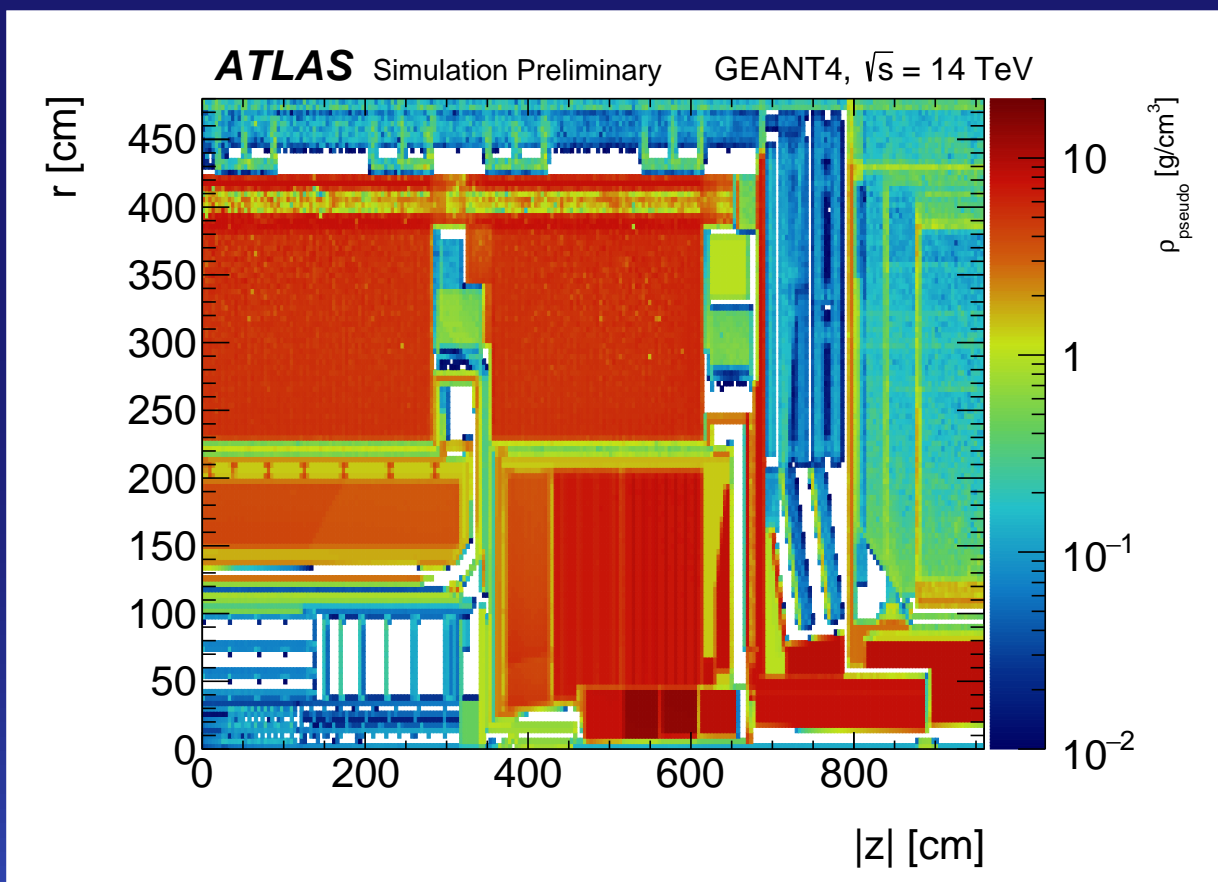 ATLAS Simulation Preliminary GEANT4, √s = 14 TeV
r [cm]
450
400
350
300
250
200
150
100
50
0
0 200 400 600 800
|z| [cm]
10
1
10⁻¹
10⁻²
ρpseudo [g/cm³]